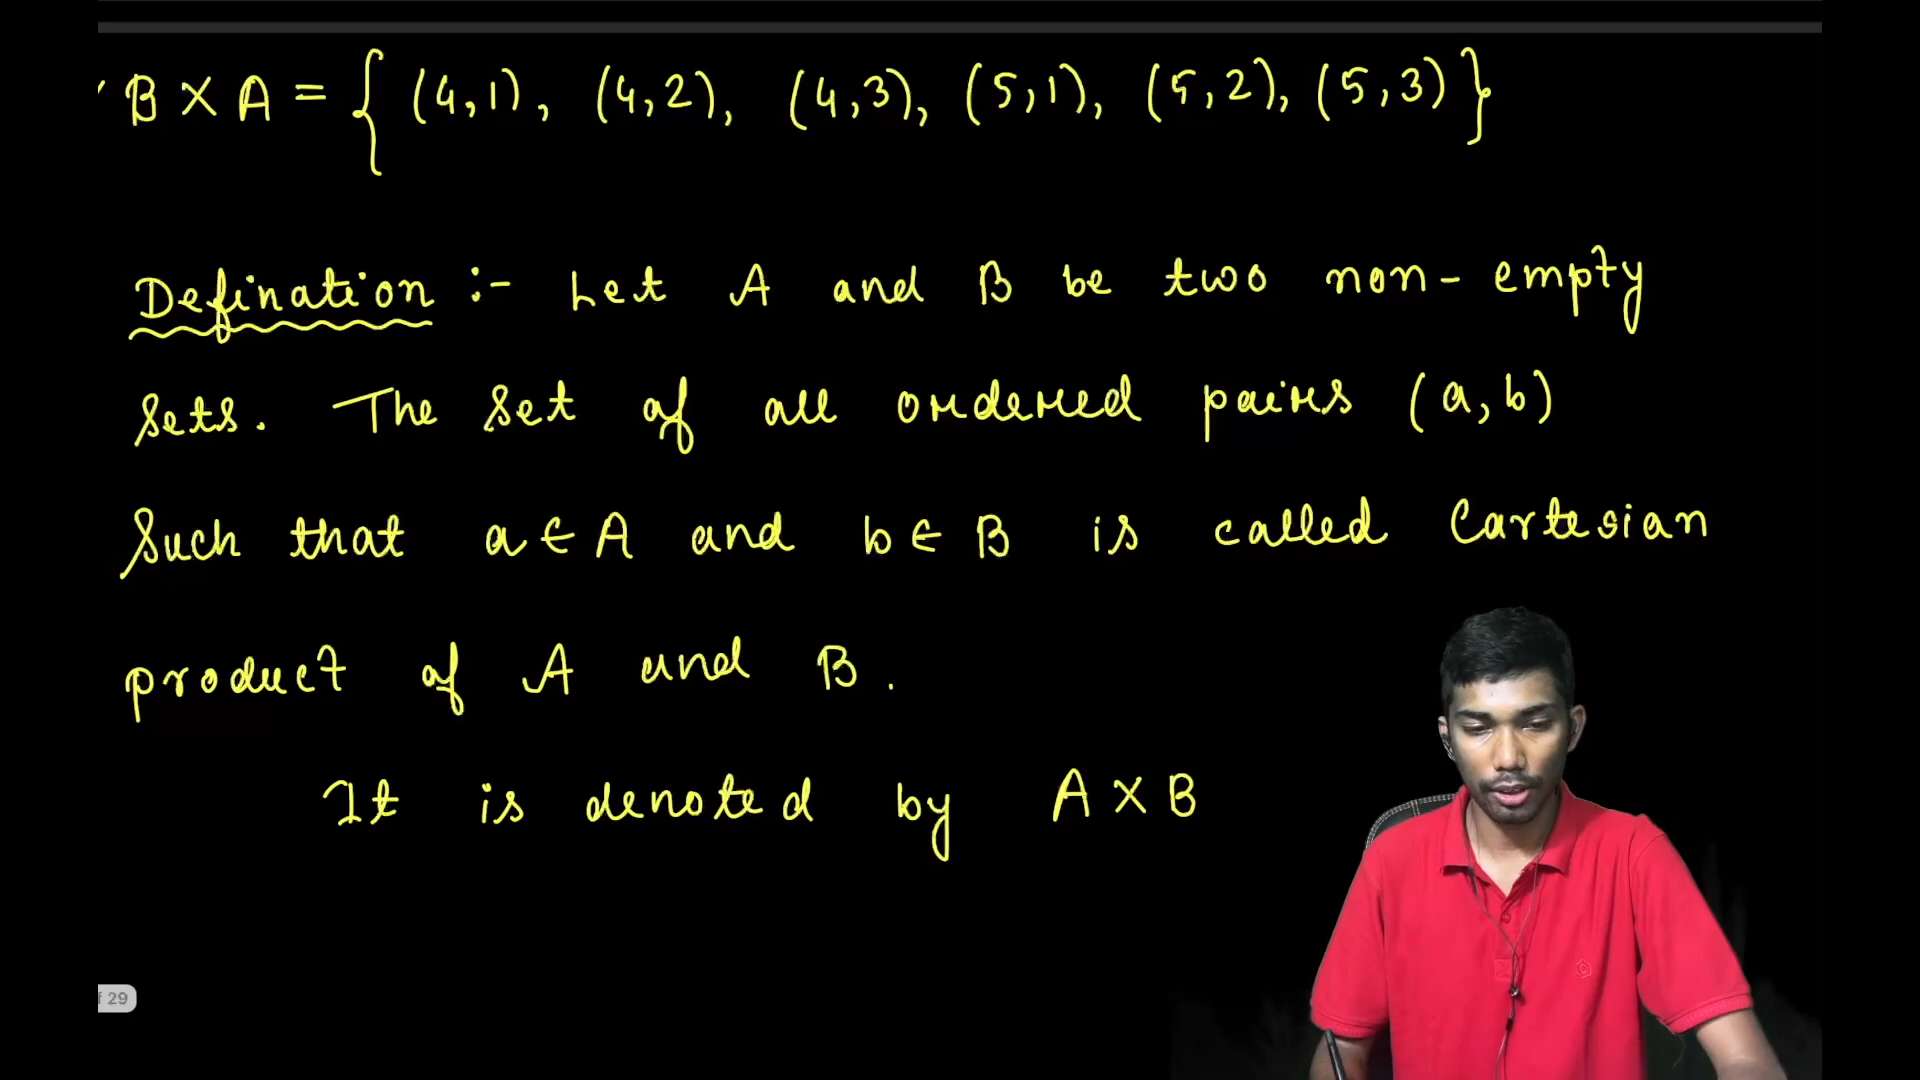 B × A = { (4,1), (4,2), (4,3), (5,1), (5,2), (5,3) }
Defination :- Let A and B be two non-empty
Sets. The set of all ordered pairs (a,b)
Such that a ∈ A and b ∈ B is called Cartesian
product of A and B.
It is denoted by A × B
f 29